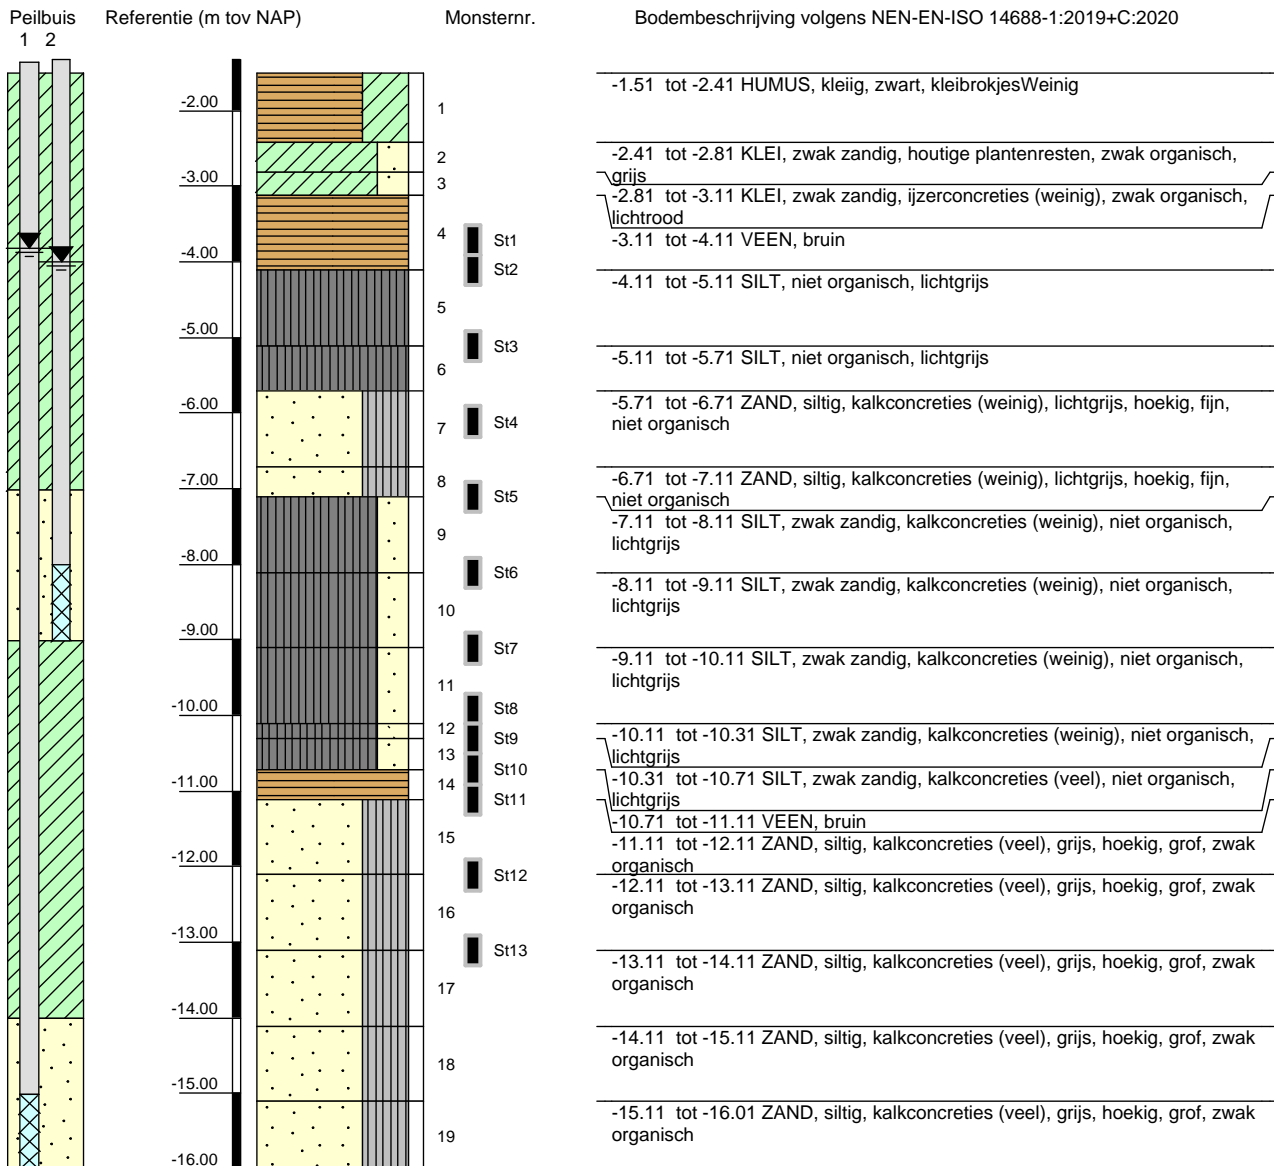 Peilbuis Referentie (m tov NAP) Monsternr. Bodembeschrijving volgens NEN-EN-ISO 14688-1:2019+C:2020
1 2
-1.51 tot -2.41 HUMUS, kleiig, zwart, kleibrokjesWeinig
-2.00
1
-2.41 tot -2.81 KLEI, zwak zandig, houtige plantenresten, zwak organisch,
grijs
2
-3.00
3
-2.81 tot -3.11 KLEI, zwak zandig, ijzerconcreties (weinig), zwak organisch,
lichtrood
4
St1
-3.11 tot -4.11 VEEN, bruin
-4.00
St2
-4.11 tot -5.11 SILT, niet organisch, lichtgrijs
5
-5.00
St3
-5.11 tot -5.71 SILT, niet organisch, lichtgrijs
6
-6.00
-5.71 tot -6.71 ZAND, siltig, kalkconcreties (weinig), lichtgrijs, hoekig, fijn,
niet organisch
7
St4
-7.00
-6.71 tot -7.11 ZAND, siltig, kalkconcreties (weinig), lichtgrijs, hoekig, fijn,
niet organisch
8
St5
-7.11 tot -8.11 SILT, zwak zandig, kalkconcreties (weinig), niet organisch,
lichtgrijs
9
-8.00
St6
-8.11 tot -9.11 SILT, zwak zandig, kalkconcreties (weinig), niet organisch,
lichtgrijs
10
-9.00
St7
-9.11 tot -10.11 SILT, zwak zandig, kalkconcreties (weinig), niet organisch,
lichtgrijs
11
-10.00
St8
12
St9
-10.11 tot -10.31 SILT, zwak zandig, kalkconcreties (weinig), niet organisch,
lichtgrijs
13
St10
-10.31 tot -10.71 SILT, zwak zandig, kalkconcreties (veel), niet organisch,
lichtgrijs
-11.00
14
St11
-10.71 tot -11.11 VEEN, bruin
15
-11.11 tot -12.11 ZAND, siltig, kalkconcreties (veel), grijs, hoekig, grof, zwak
organisch
-12.00
St12
-12.11 tot -13.11 ZAND, siltig, kalkconcreties (veel), grijs, hoekig, grof, zwak
organisch
16
-13.00
St13
-13.11 tot -14.11 ZAND, siltig, kalkconcreties (veel), grijs, hoekig, grof, zwak
organisch
17
-14.00
-14.11 tot -15.11 ZAND, siltig, kalkconcreties (veel), grijs, hoekig, grof, zwak
organisch
18
-15.00
-15.11 tot -16.01 ZAND, siltig, kalkconcreties (veel), grijs, hoekig, grof, zwak
organisch
19
-16.00